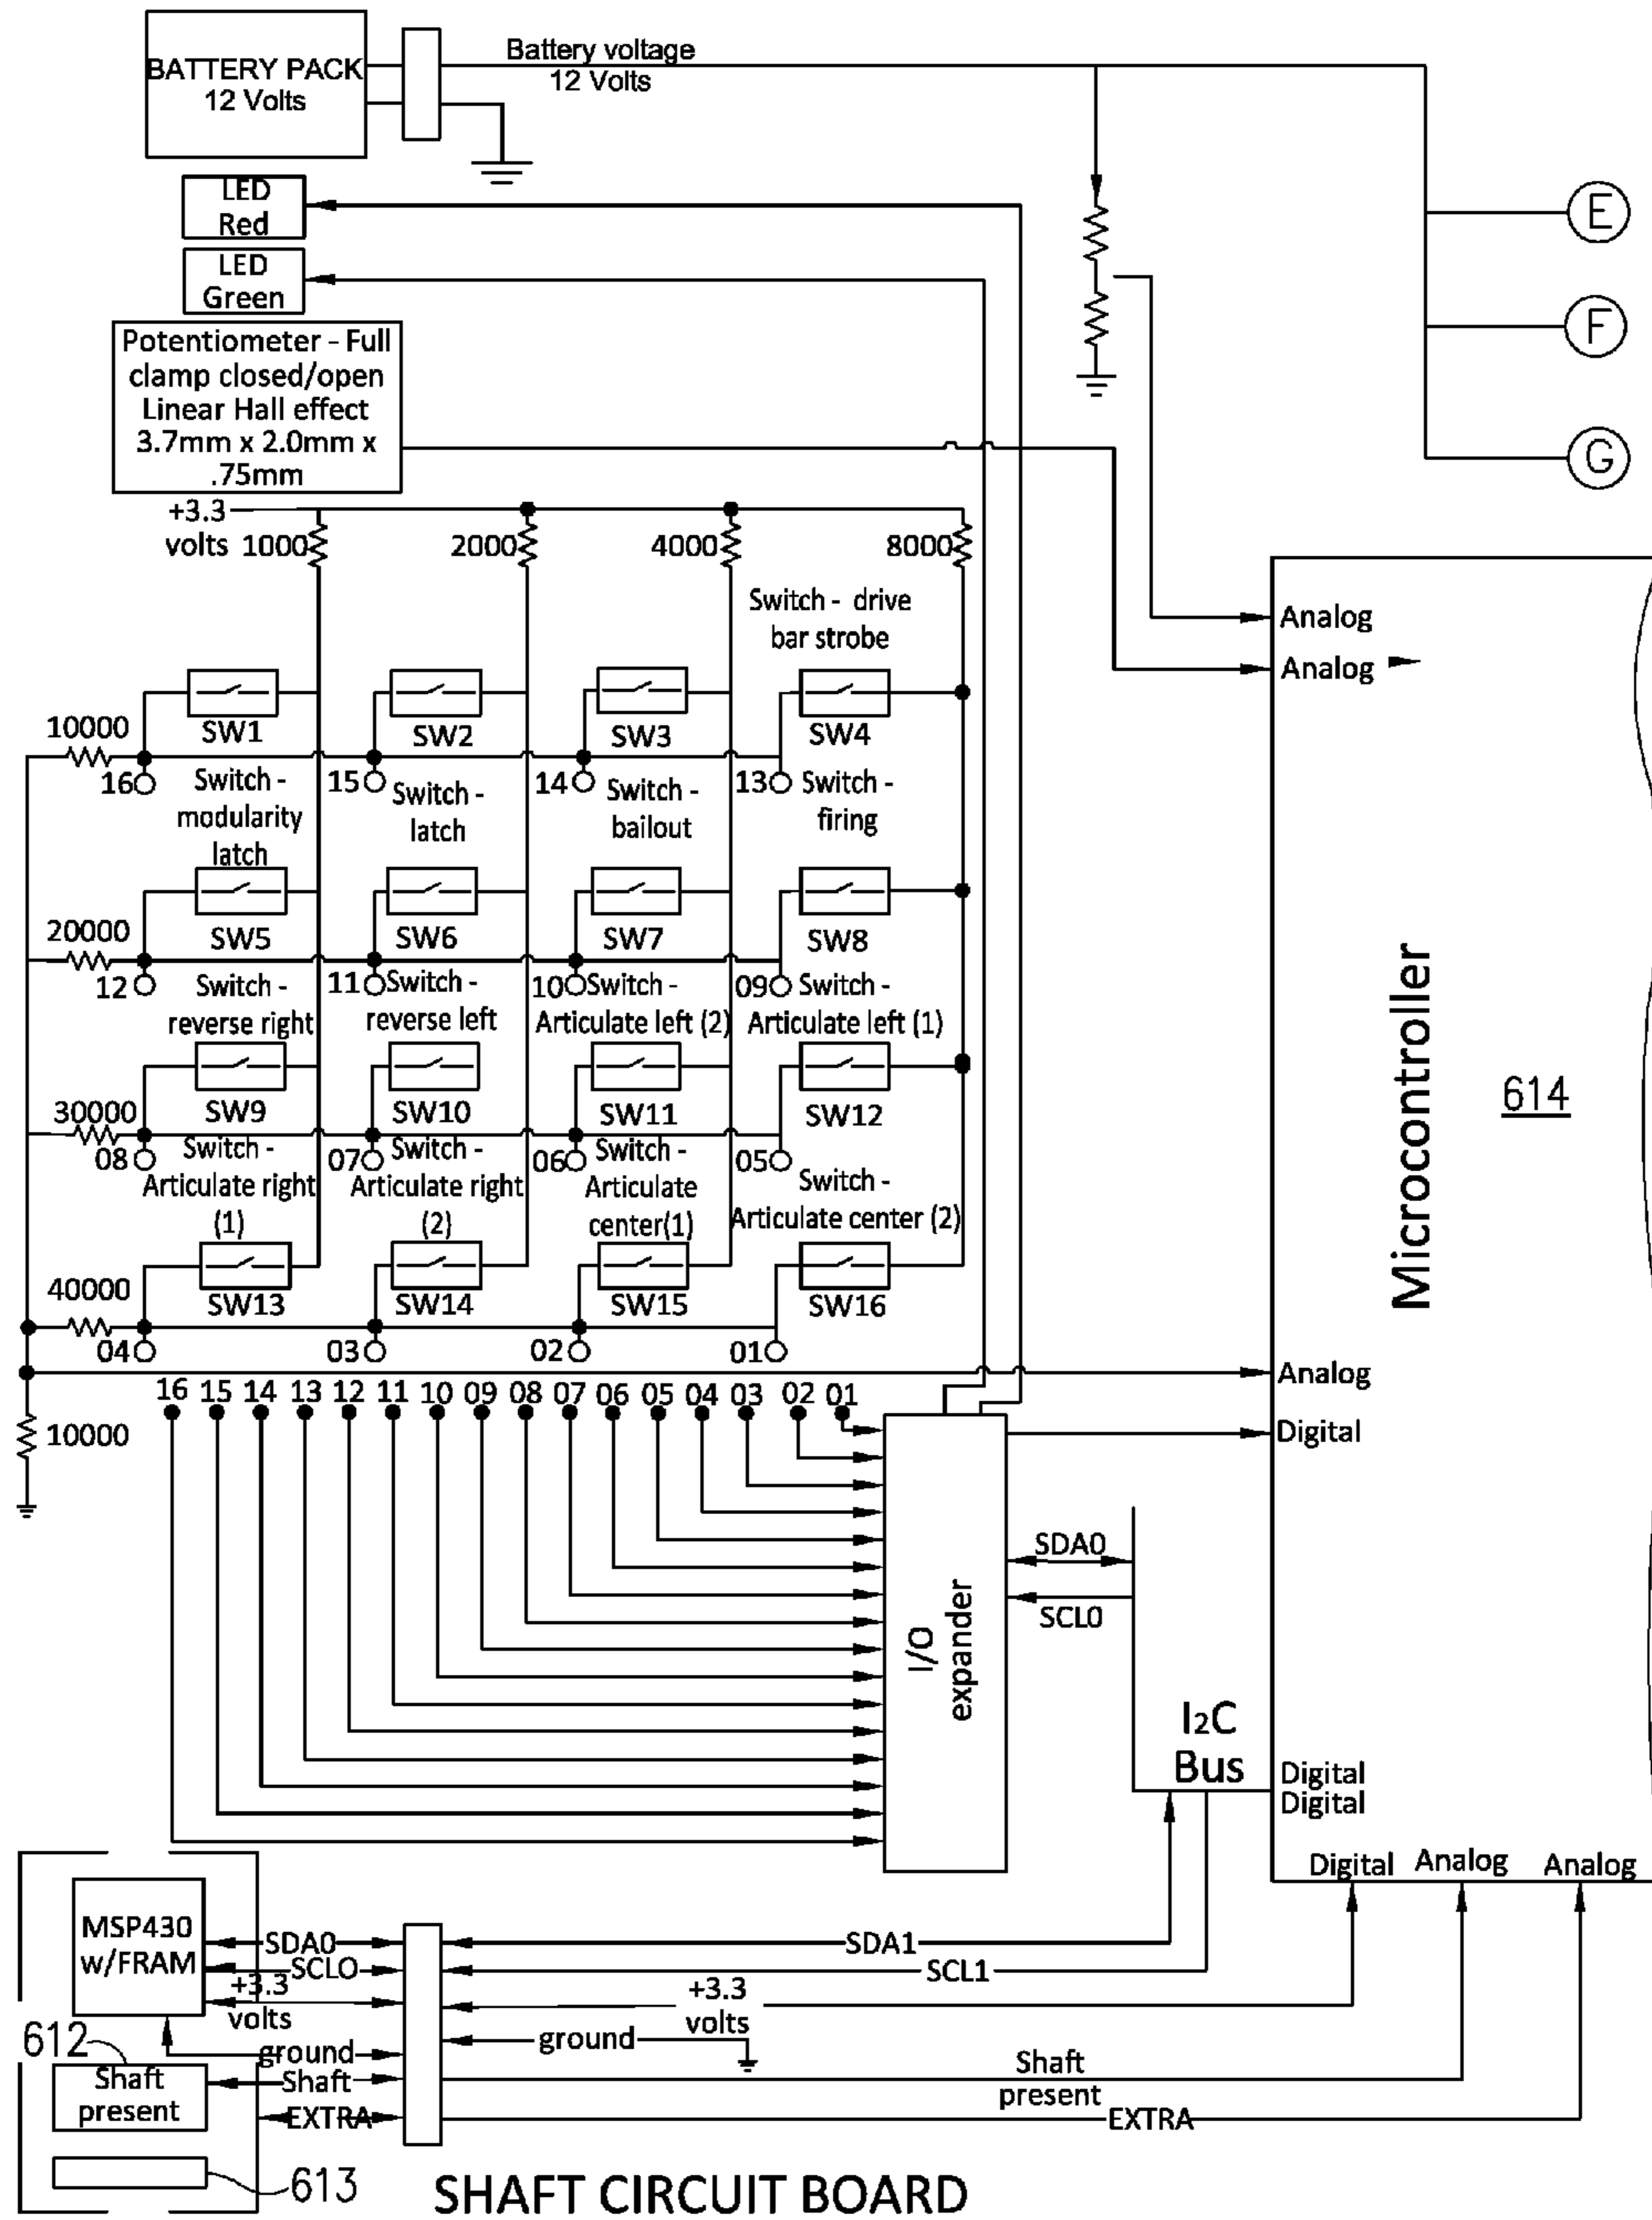 BATTERY PACK
12 Volts
Battery voltage
12 Volts
LED
Red
LED
Green
E
F
G
Potentiometer - Full
clamp closed/open
Linear Hall effect
3.7mm x 2.0mm x
.75mm
+3.3
volts
1000
2000
4000
8000
Switch - drive
bar strobe
Analog
Analog
10000
SW1
SW2
SW3
SW4
16
15
14
13
Switch -
modularity
latch
Switch -
latch
Switch -
bailout
Switch -
firing
20000
SW5
SW6
SW7
SW8
12
11
10
09
Switch -
reverse right
Switch -
reverse left
Switch -
Articulate left (2)
Switch -
Articulate left (1)
Microcontroller
614
30000
SW9
SW10
SW11
SW12
08
07
06
05
Switch -
Articulate right
(1)
Switch -
Articulate right
(2)
Switch -
Articulate
center(1)
Switch -
Articulate center (2)
40000
SW13
SW14
SW15
SW16
04
03
02
01
Analog
16 15 14 13 12 11 10 09 08 07 06 05 04 03 02 01
10000
Digital
I/O
expander
SDA0
SCL0
I2C
Bus
Digital
Digital
Digital
Analog
Analog
MSP430
w/FRAM
SDA0
SCLO
+3.3
volts
ground
Shaft
EXTRA
SDA1
SCL1
+3.3
volts
ground
Shaft
present
EXTRA
612
Shaft
present
613
SHAFT CIRCUIT BOARD